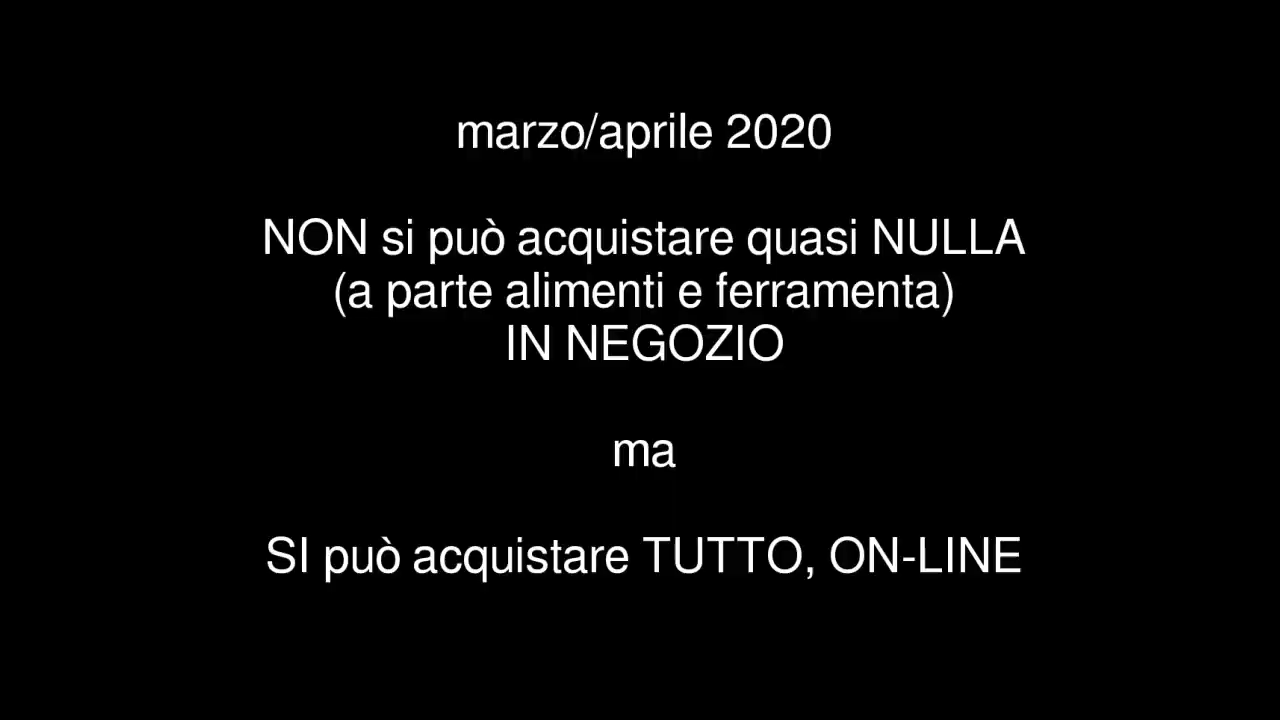 marzo/aprile 2020
NON si può acquistare quasi NULLA
(a parte alimenti e ferramenta)
IN NEGOZIO
ma
SI può acquistare TUTTO, ON-LINE